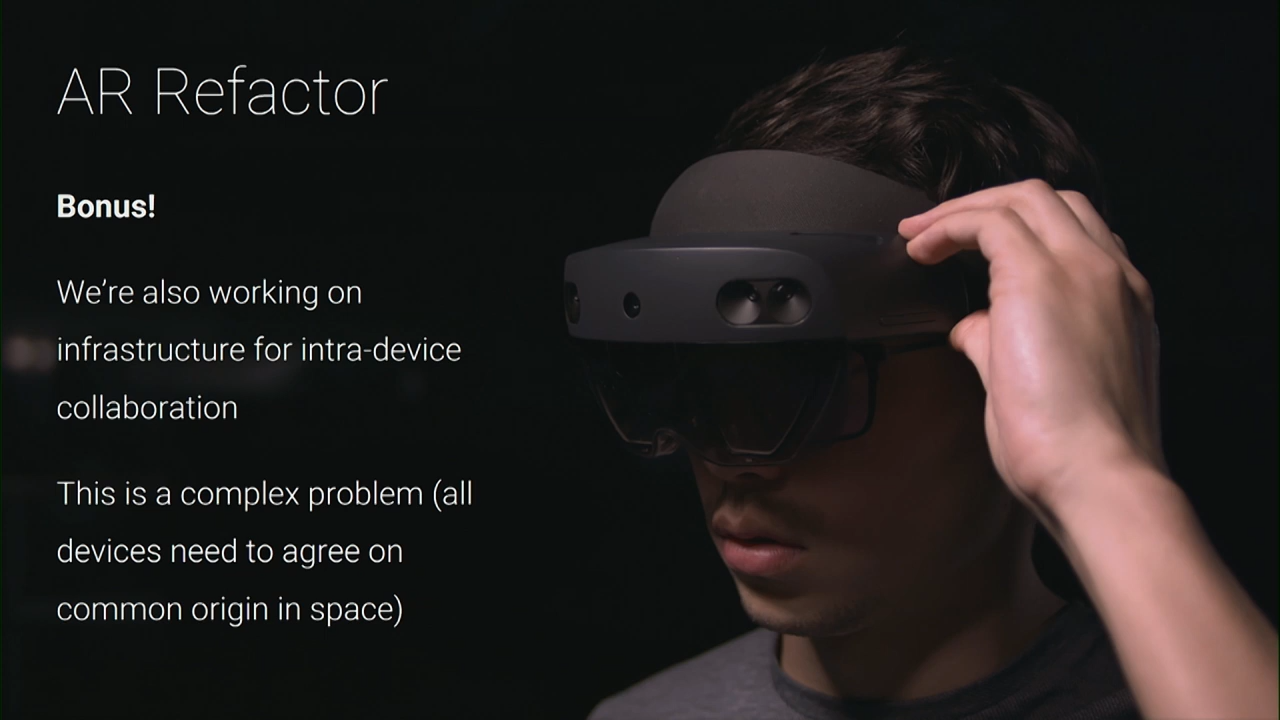 AR Refactor
Bonus!
We’re also working on
infrastructure for intra-device
collaboration
This is a complex problem (all
devices need to agree on
common origin in space)